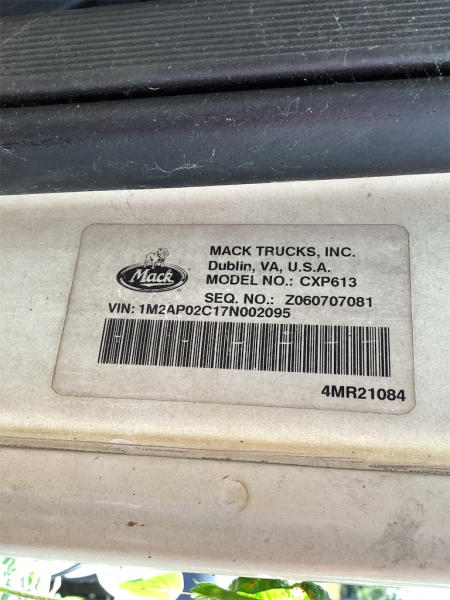 Mack
MACK TRUCKS, INC.
Dublin, VA, U.S.A.
MODEL NO.: CXP613
SEQ. NO.: Z060707081
VIN: 1M2AP02C17N002095
4MR21084